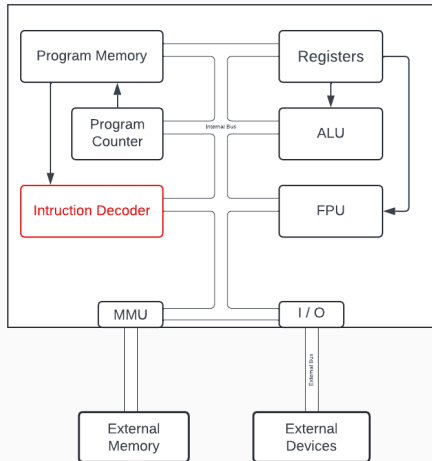 Program Memory
Registers
Program
Counter
Internal Bus
ALU
Intruction Decoder
FPU
MMU
I / O
External Bus
External
Memory
External
Devices